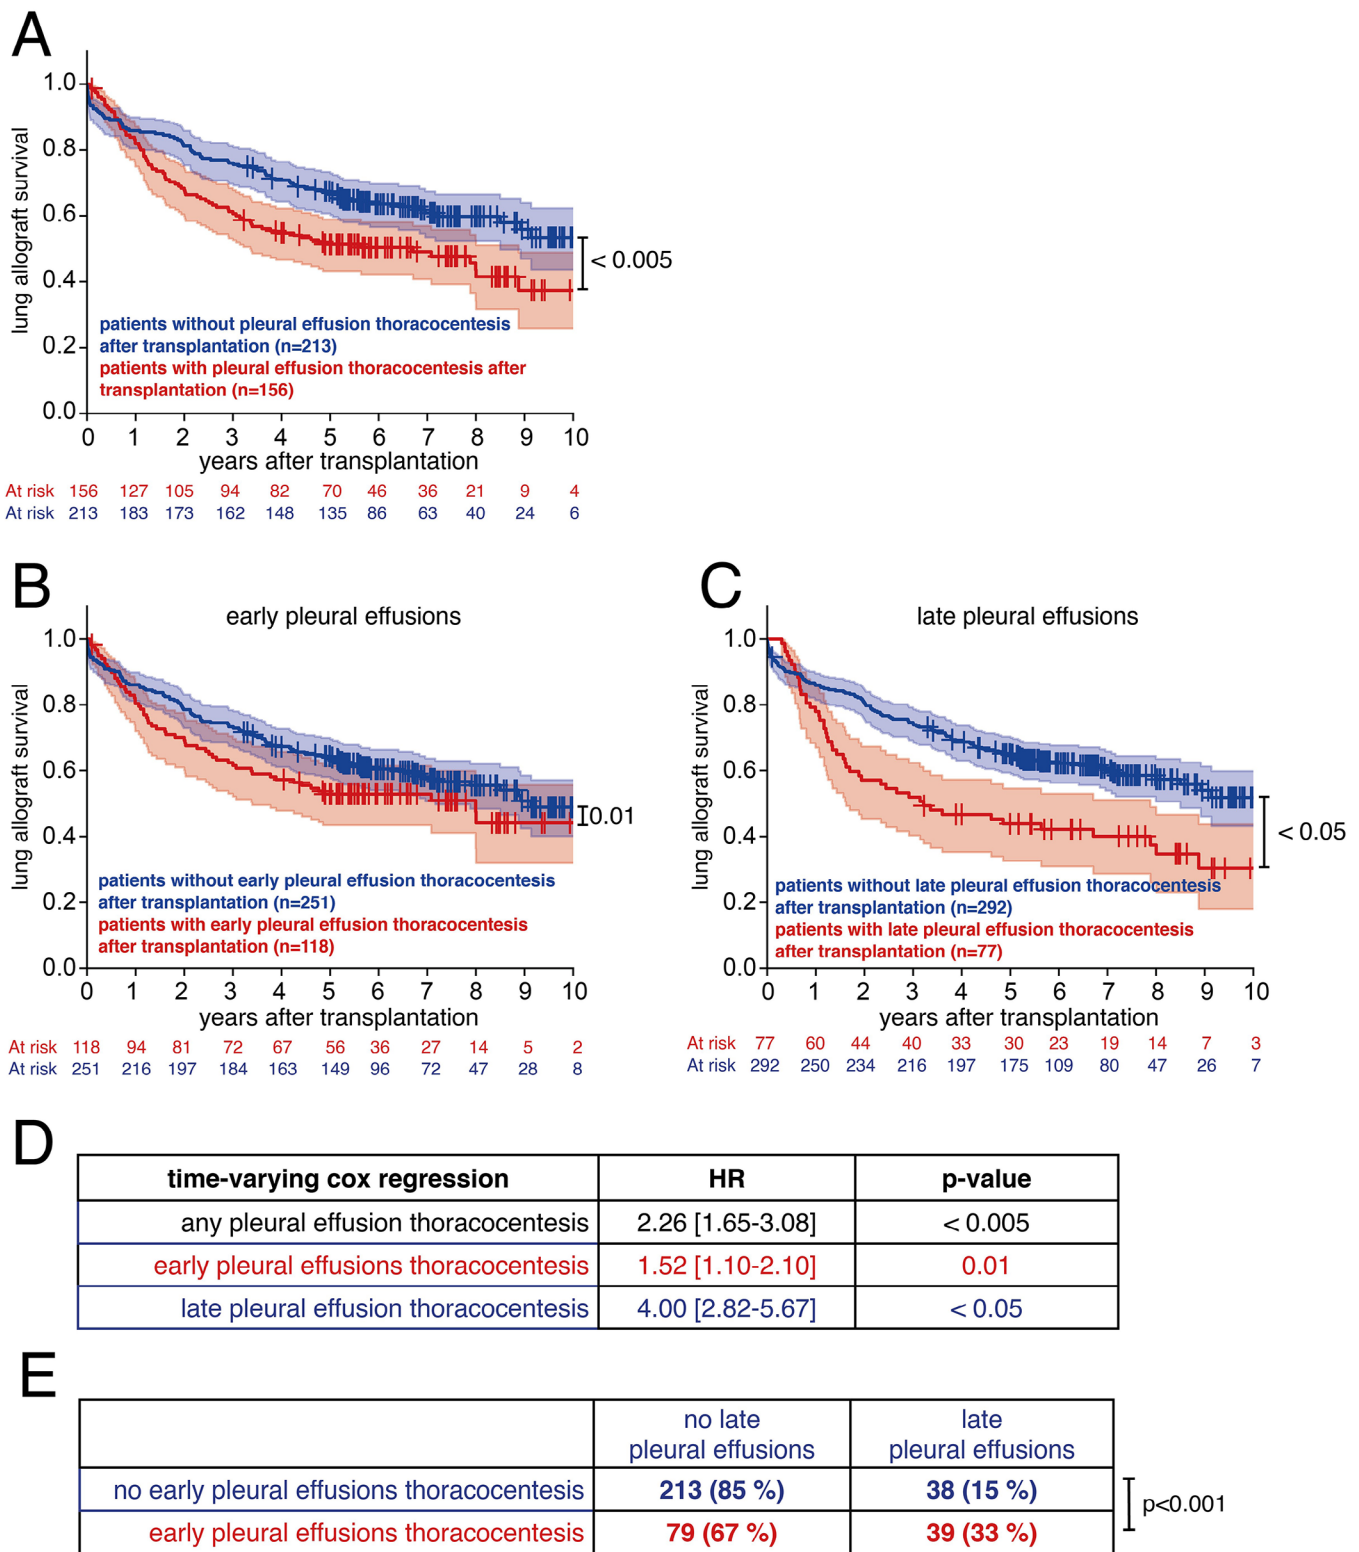 A
1.0
0.8
0.6
0.4
0.2
0.0
lung allograft survival
< 0.005
patients without pleural effusion thoracocentesis
after transplantation (n=213)
patients with pleural effusion thoracocentesis after
transplantation (n=156)
0 1 2 3 4 5 6 7 8 9 10
years after transplantation
At risk 156 127 105 94 82 70 46 36 21 9 4
At risk 213 183 173 162 148 135 86 63 40 24 6
B
early pleural effusions
1.0
0.8
0.6
0.4
0.2
0.0
lung allograft survival
0.01
patients without early pleural effusion thoracocentesis
after transplantation (n=251)
patients with early pleural effusion thoracocentesis
after transplantation (n=118)
0 1 2 3 4 5 6 7 8 9 10
years after transplantation
At risk 118 94 81 72 67 56 36 27 14 5 2
At risk 251 216 197 184 163 149 96 72 47 28 8
C
late pleural effusions
1.0
0.8
0.6
0.4
0.2
0.0
lung allograft survival
< 0.05
patients without late pleural effusion thoracocentesis
after transplantation (n=292)
patients with late pleural effusion thoracocentesis
after transplantation (n=77)
0 1 2 3 4 5 6 7 8 9 10
years after transplantation
At risk 77 60 44 40 33 30 23 19 14 7 3
At risk 292 250 234 216 197 175 109 80 47 26 7
D
time-varying cox regression HR p-value
any pleural effusion thoracocentesis 2.26 [1.65-3.08] < 0.005
early pleural effusions thoracocentesis 1.52 [1.10-2.10] 0.01
late pleural effusion thoracocentesis 4.00 [2.82-5.67] < 0.05
E
no late late
pleural effusions pleural effusions
no early pleural effusions thoracocentesis 213 (85 %) 38 (15 %)
early pleural effusions thoracocentesis 79 (67 %) 39 (33 %)
p<0.001